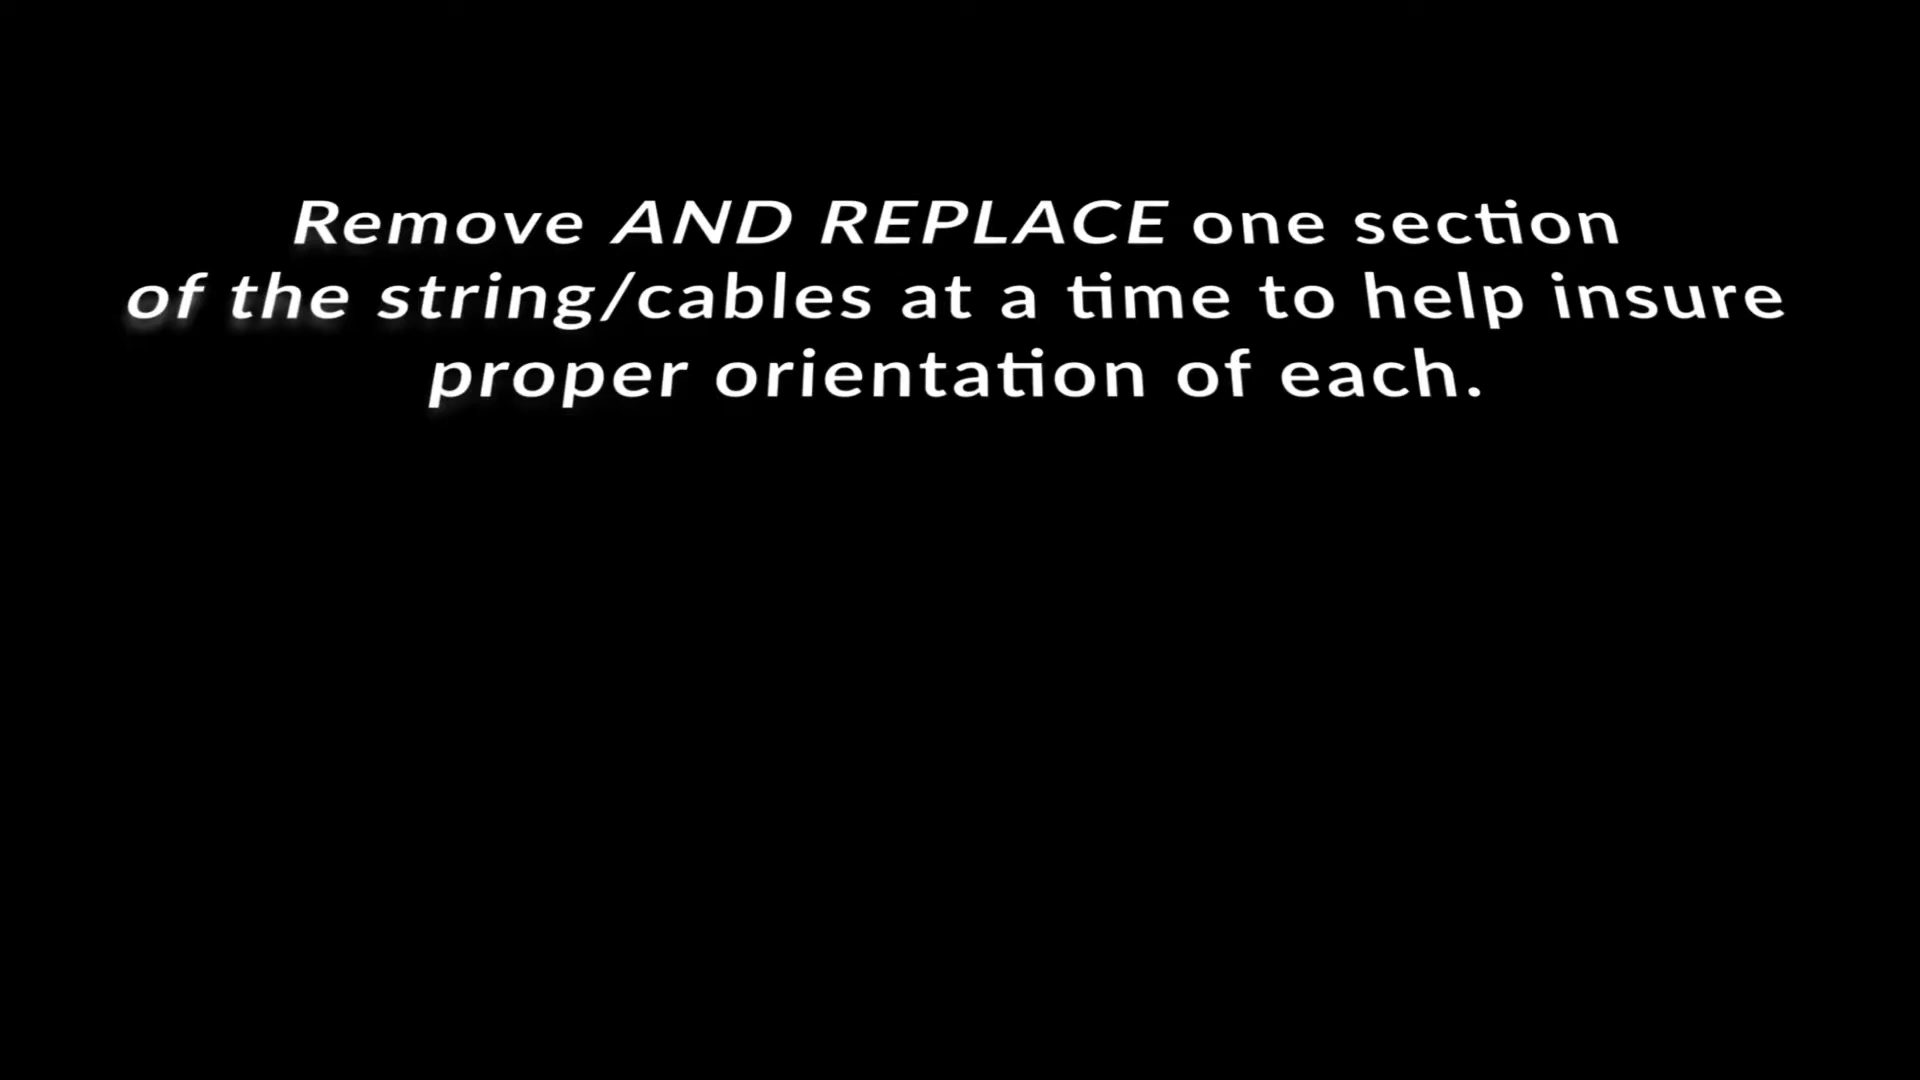 Remove AND REPLACE one section
of the string/cables at a time to help insure
proper orientation of each.